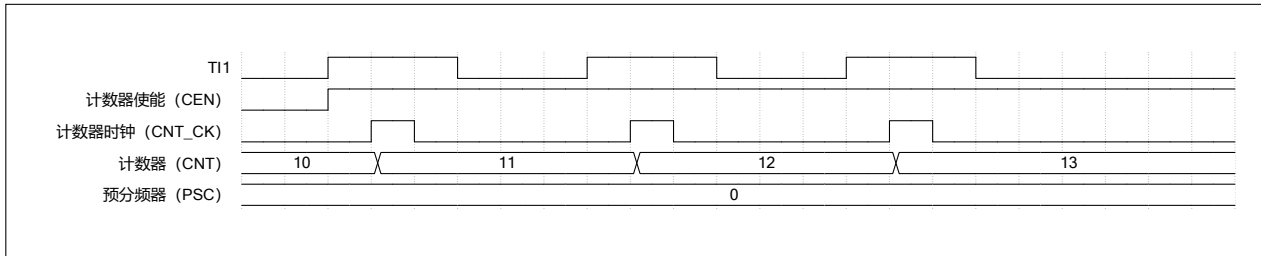 TI1
计数器使能（CEN）
计数器时钟（CNT_CK）
计数器（CNT） 10 11 12 13
预分频器（PSC） 0